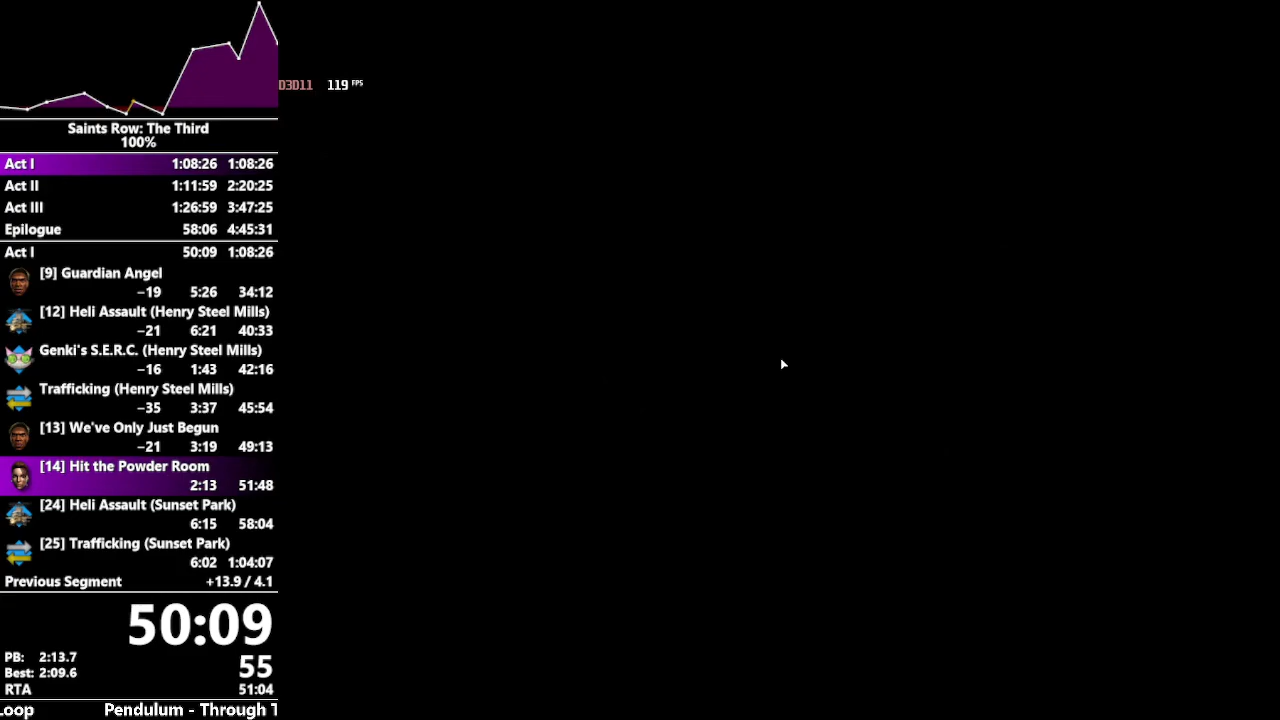 D3D11 119 FPS
Saints Row: The Third
100%
Act I 1:08:26 1:08:26
Act II 1:11:59 2:20:25
Act III 1:26:59 3:47:25
Epilogue 58:06 4:45:31
Act I 50:09 1:08:26
[9] Guardian Angel
−19 5:26 34:12
[12] Heli Assault (Henry Steel Mills)
−21 6:21 40:33
Genki's S.E.R.C. (Henry Steel Mills)
−16 1:43 42:16
Trafficking (Henry Steel Mills)
−35 3:37 45:54
[13] We've Only Just Begun
−21 3:19 49:13
[14] Hit the Powder Room
2:13 51:48
[24] Heli Assault (Sunset Park)
6:15 58:04
[25] Trafficking (Sunset Park)
6:02 1:04:07
Previous Segment +13.9 / 4.1
50:09
PB: 2:13.7
55
Best: 2:09.6
RTA 51:04
Loop Pendulum - Through T